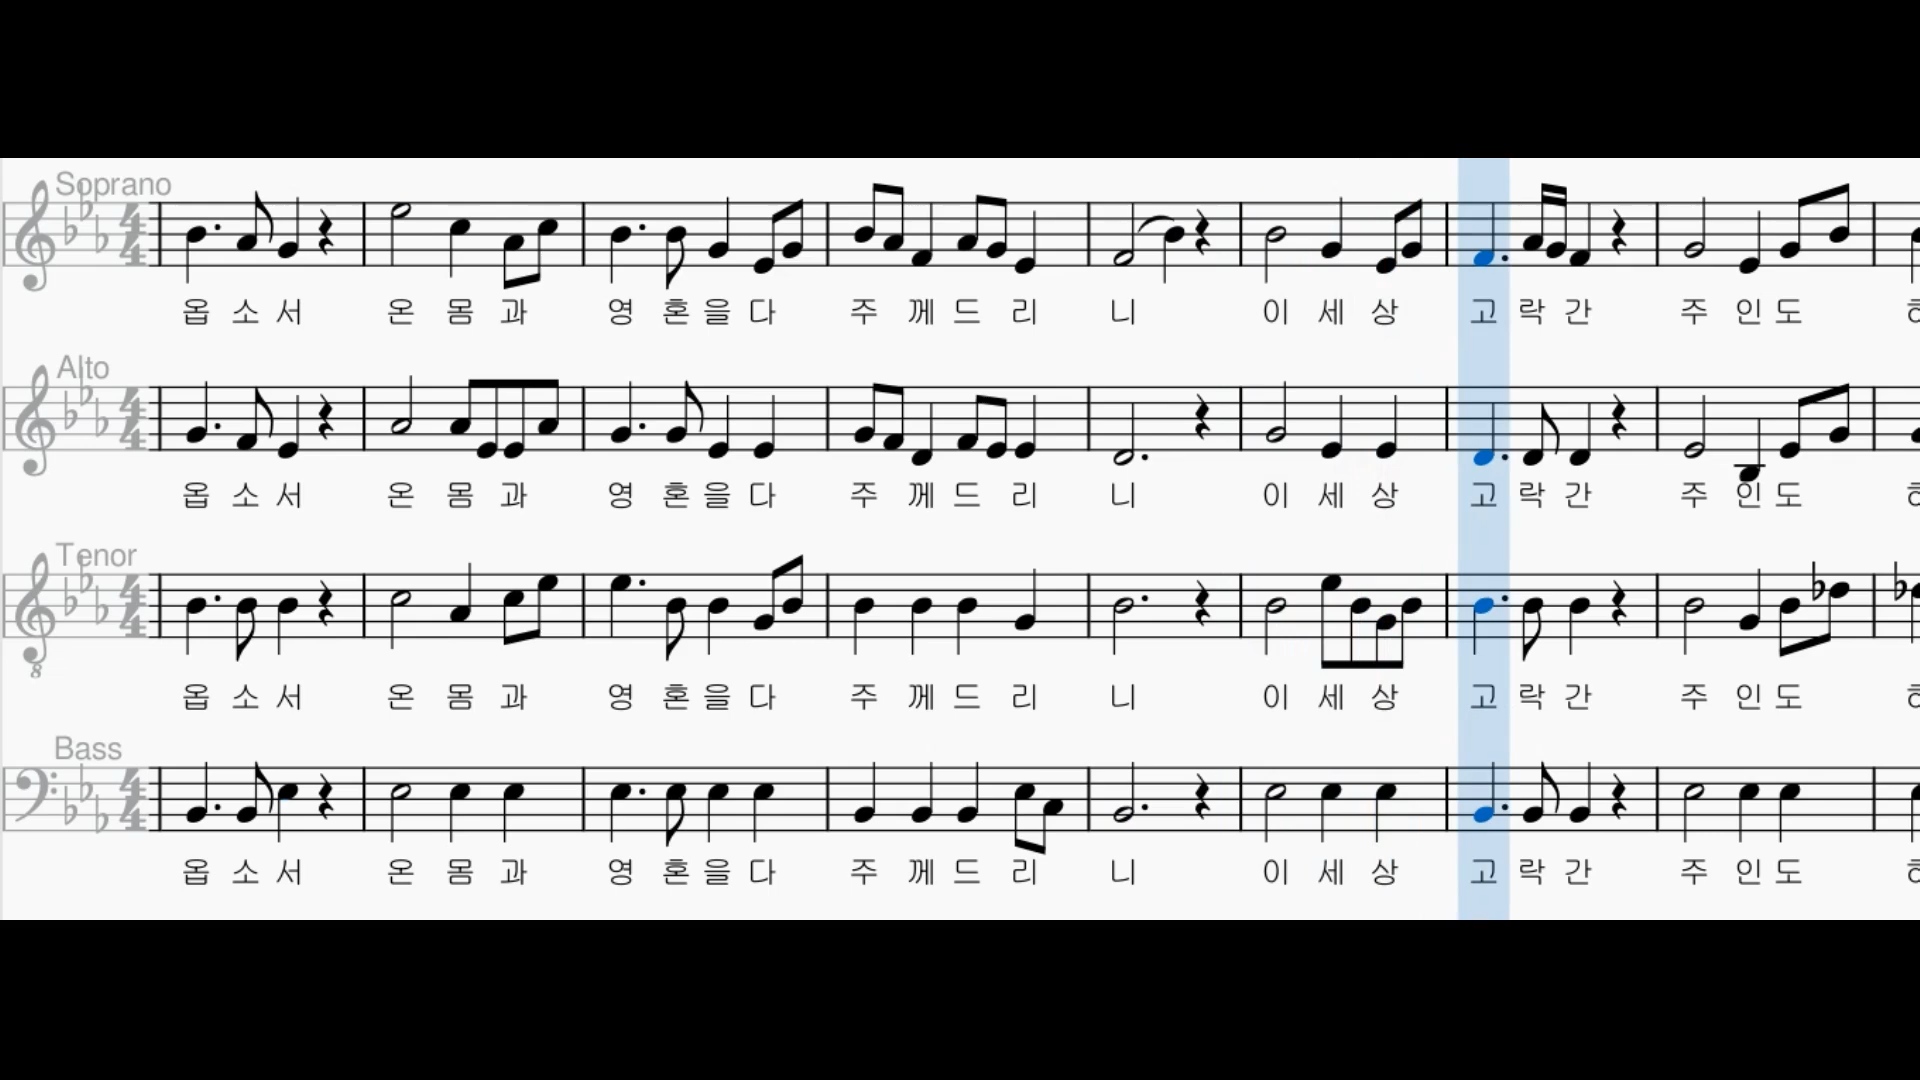 Soprano
옵 소 서 온 몸 과 영 혼 을 다 주 께 드 리 니 이 세 상 고 락 간 주 인 도
Alto
옵 소 서 온 몸 과 영 혼 을 다 주 께 드 리 니 이 세 상 고 락 간 주 인 도
Tenor
옵 소 서 온 몸 과 영 혼 을 다 주 께 드 리 니 이 세 상 고 락 간 주 인 도
Bass
옵 소 서 온 몸 과 영 혼 을 다 주 께 드 리 니 이 세 상 고 락 간 주 인 도